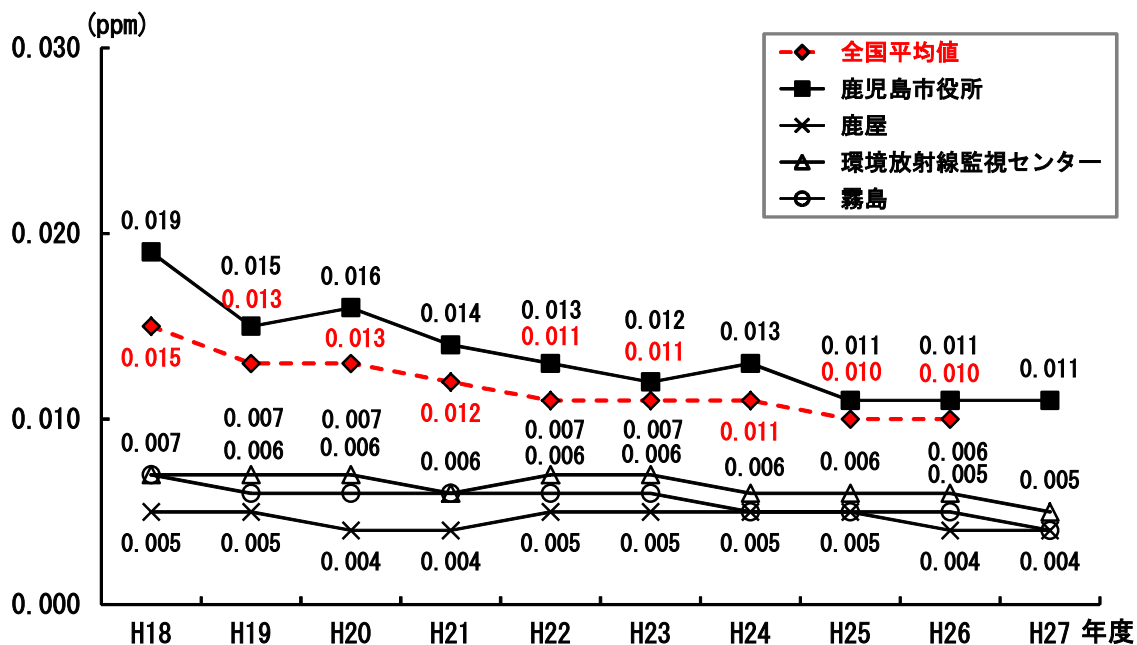 (ppm)
0.030
0.020
0.010
0.000
全国平均値
鹿児島市役所
鹿屋
環境放射線監視センター
霧島
0.019 0.015 0.016 0.014 0.013 0.012 0.013 0.011 0.011 0.011
0.015 0.013 0.013 0.012 0.011 0.011 0.011 0.010 0.010
0.007 0.007 0.007 0.006 0.007 0.007 0.006 0.006 0.006 0.005
0.006 0.006 0.006 0.006 0.005
0.005 0.005 0.004 0.004 0.005 0.005 0.005 0.005 0.004 0.004
H18 H19 H20 H21 H22 H23 H24 H25 H26 H27 年度